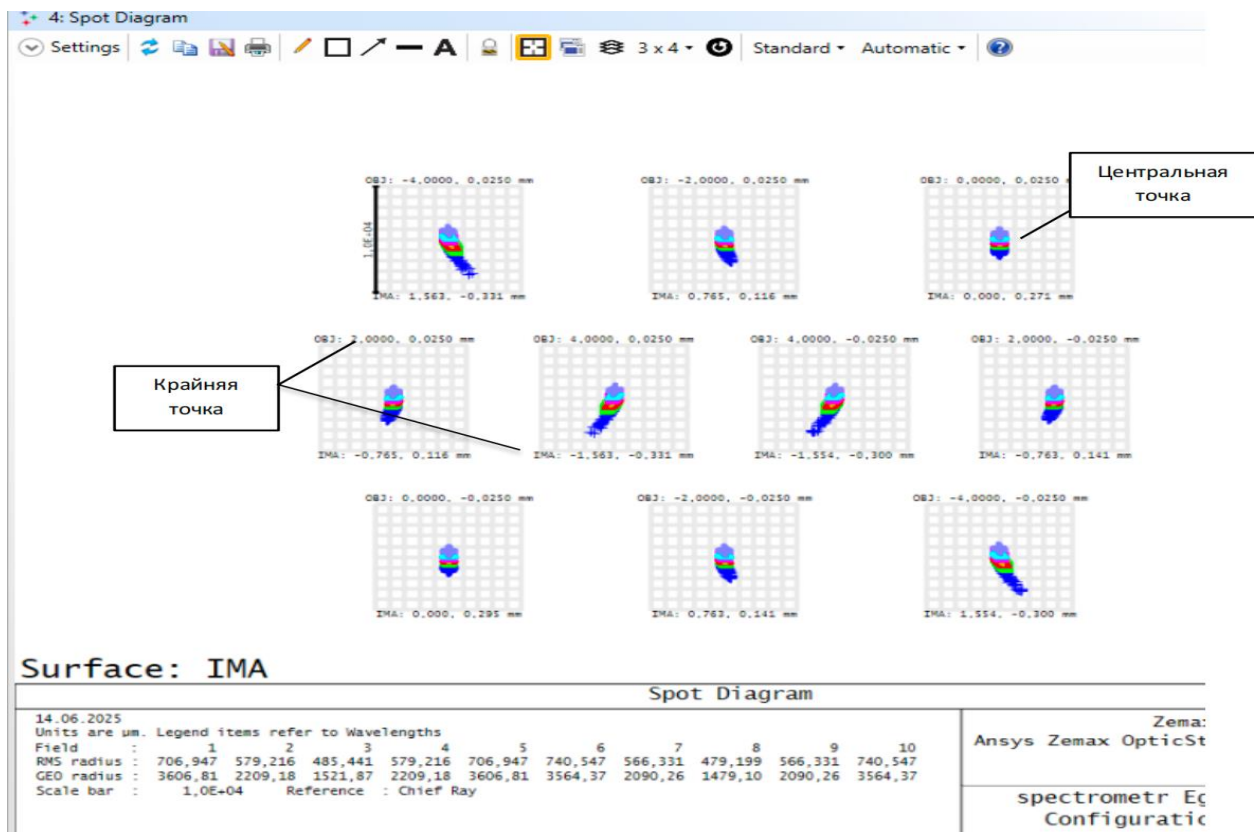 4: Spot Diagram
Settings
A
3 x 4
Standard
Automatic
Центральная
точка
OBJ: -4,0000, 0,0250 mm
OBJ: -2,0000, 0,0250 mm
OBJ: 0,0000, 0,0250
1,0E+04
IMA: 1,563, -0,331 mm
IMA: 0,765, 0,116 mm
IMA: 0,000, 0,271 mm
Крайняя
точка
OBJ: 2,0000, 0,0250 mm
OBJ: 4,0000, 0,0250 mm
OBJ: 4,0000, -0,0250 mm
OBJ: 2,0000, -0,0250 mm
IMA: -0,765, 0,116 mm
IMA: -1,563, -0,331 mm
IMA: -1,554, -0,300 mm
IMA: -0,763, 0,141 mm
OBJ: 0,0000, -0,0250 mm
OBJ: -2,0000, -0,0250 mm
OBJ: -4,0000, -0,0250 mm
IMA: 0,000, 0,295 mm
IMA: 0,763, 0,141 mm
IMA: 1,554, -0,300 mm
Surface: IMA
Spot Diagram
14.06.2025
Units are µm. Legend items refer to Wavelengths
Field : 1 2 3 4 5 6 7 8 9 10
RMS radius : 706,947 579,216 485,441 579,216 706,947 740,547 566,331 479,199 566,331 740,547
GEO radius : 3606,81 2209,18 1521,87 2209,18 3606,81 3564,37 2090,26 1479,10 2090,26 3564,37
Scale bar : 1,0E+04 Reference : Chief Ray
Zema
Ansys Zemax OpticSt
spectrometr Eg
Configuratio